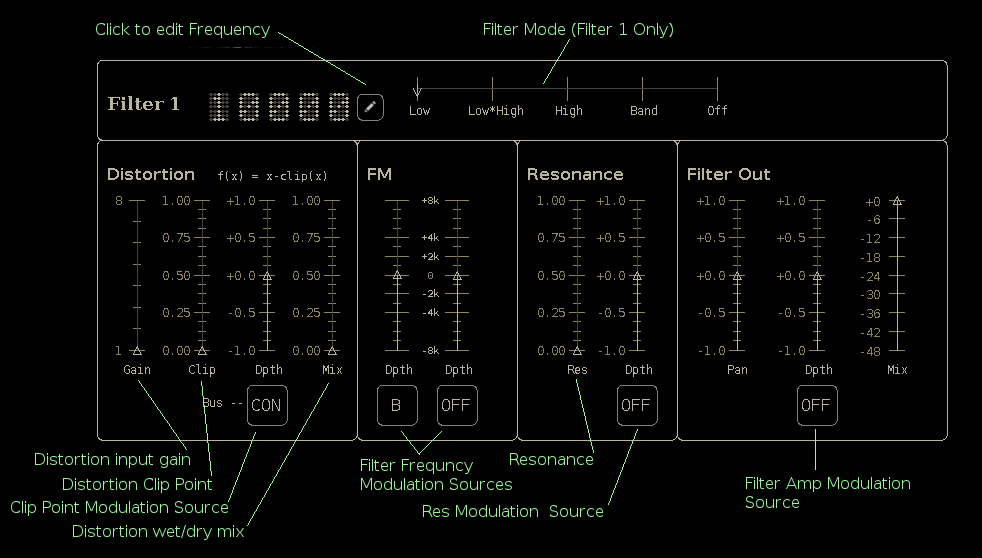 Click to edit Frequency
Filter Mode (Filter 1 Only)
Filter 1 10000
Low Low*High High Band Off
Distortion f(x) = x-clip(x) FM Resonance Filter Out
8 1.00 +1.0 1.00 +8k 1.00 +1.0 +1.0 +1.0 +0
-6
0.75 +0.5 0.75 +4k 0.75 +0.5 +0.5 +0.5 -12
+2k -18
0.50 +0.0 0.50 0 0.50 +0.0 +0.0 +0.0 -24
-2k -30
0.25 -0.5 0.25 -4k 0.25 -0.5 -0.5 -0.5 -36
-42
1 0.00 -1.0 0.00 -8k 0.00 -1.0 -1.0 -1.0 -48
Gain Clip Dpth Mix Dpth Dpth Res Dpth Pan Dpth Mix
Bus -- CON B OFF OFF OFF
Distortion input gain
Distortion Clip Point
Clip Point Modulation Source
Distortion wet/dry mix
Filter Frequncy
Modulation Sources
Resonance
Res Modulation  Source
Filter Amp Modulation
Source